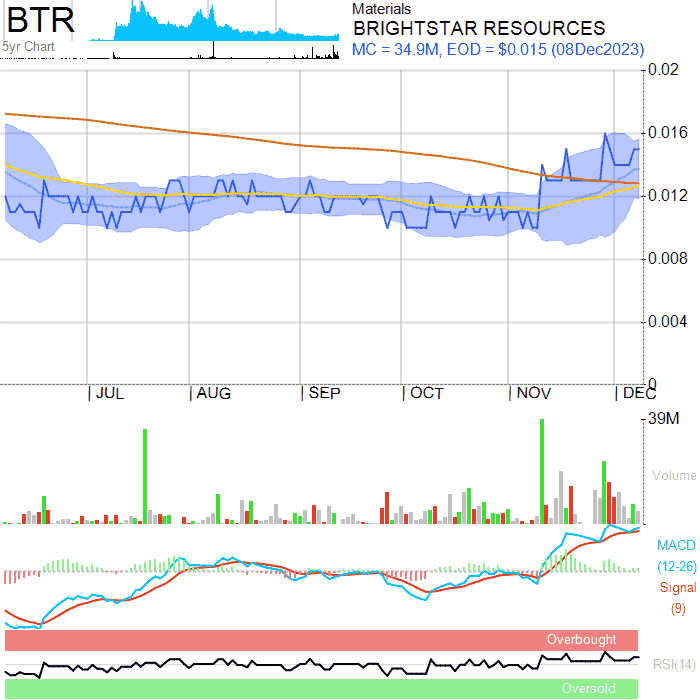 BTR
5yr Chart
Materials
BRIGHTSTAR RESOURCES
MC = 34.9M, EOD = $0.015 (08Dec2023)
0.02
0.016
0.012
0.008
0.004
0
JUL AUG SEP OCT NOV DEC
39M
Volume
MACD
(12-26)
Signal
(9)
Overbought
RSI(14)
Oversold